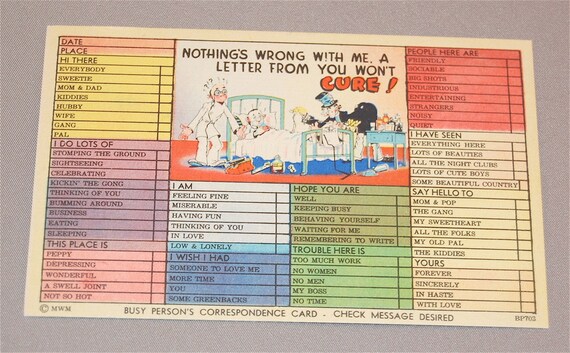 DATE
PLACE
HI THERE
EVERYBODY
SWEETIE
MOM & DAD
KIDDIES
HUBBY
WIFE
GANG
PAL
I DO LOTS OF
STOMPING THE GROUND
SIGHTSEEING
CELEBRATING
KICKIN' THE GONG
THINKING OF YOU
BUMMING AROUND
BUSINESS
EATING
SLEEPING
THIS PLACE IS
PEPPY
DEPRESSING
WONDERFUL
A SWELL JOINT
NOT SO HOT
NOTHING'S WRONG WITH ME, A
LETTER FROM YOU WON'T
CURE!
I AM
FEELING FINE
MISERABLE
HAVING FUN
THINKING OF YOU
IN LOVE
LOW & LONELY
I WISH I HAD
SOMEONE TO LOVE ME
MORE TIME
YOU
SOME GREENBACKS
HOPE YOU ARE
WELL
KEEPING BUSY
BEHAVING YOURSELF
WAITING FOR ME
REMEMBERING TO WRITE
TROUBLE HERE IS
TOO MUCH WORK
NO WOMEN
NO MEN
MY BOSS
NO TIME
PEOPLE HERE ARE
FRIENDLY
SOCIABLE
BIG SHOTS
INDUSTRIOUS
ENTERTAINING
STRANGERS
NOISY
QUIET
I HAVE SEEN
EVERYTHING HERE
LOTS OF BEAUTIES
ALL THE NIGHT CLUBS
LOTS OF CUTE BOYS
SOME BEAUTIFUL COUNTRY
SAY HELLO TO
MOM & POP
THE GANG
MY SWEETHEART
ALL THE FOLKS
MY OLD PAL
THE KIDDIES
YOURS
FOREVER
SINCERELY
IN HASTE
WITH LOVE
© MWM
BUSY PERSON'S CORRESPONDENCE CARD - CHECK MESSAGE DESIRED
BP703